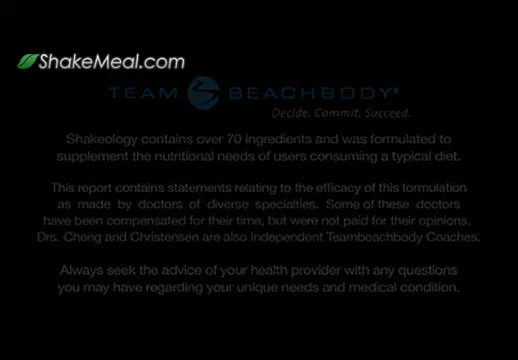 ShakeMeal.com
TEAM BEACHBODY®
Decide. Commit. Succeed.
Shakeology contains over 70 ingredients and was formulated to
supplement the nutritional needs of users consuming a typical diet.
This report contains statements relating to the efficacy of this formulation
as made by doctors of diverse specialties. Some of these doctors
have been compensated for their time, but were not paid for their opinions.
Drs. Cheng and Christensen are also Independent Teambeachbody Coaches.
Always seek the advice of your health provider with any questions
you may have regarding your unique needs and medical condition.